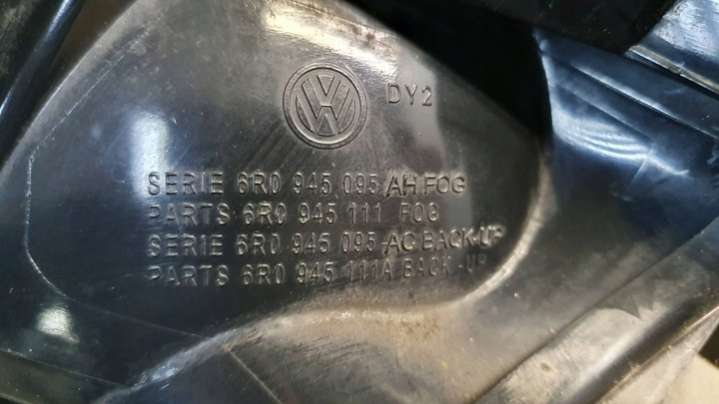 DY2
SERIE 6R0 945 095 AH FOG
PARTS 6R0 945 111 FOG
SERIE 6R0 945 095 AC BACK-UP
PARTS 6R0 945 111A BACK-UP